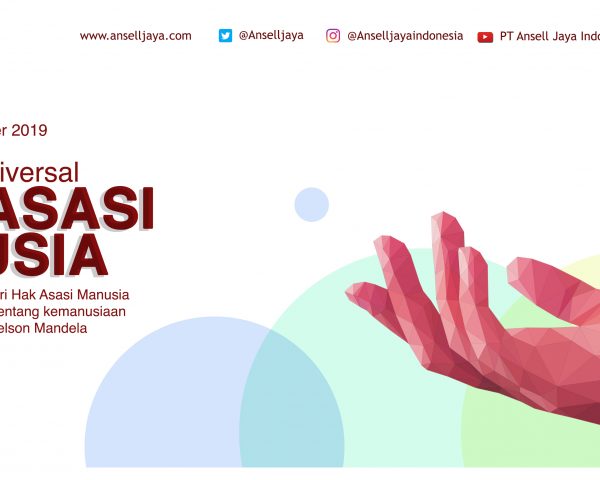 www.anselljaya.com @Anselljaya @Anselljayaindonesia PT Ansell Jaya Indo
er 2019
iversal
ASASI
USIA
ri Hak Asasi Manusia
entang kemanusiaan
elson Mandela